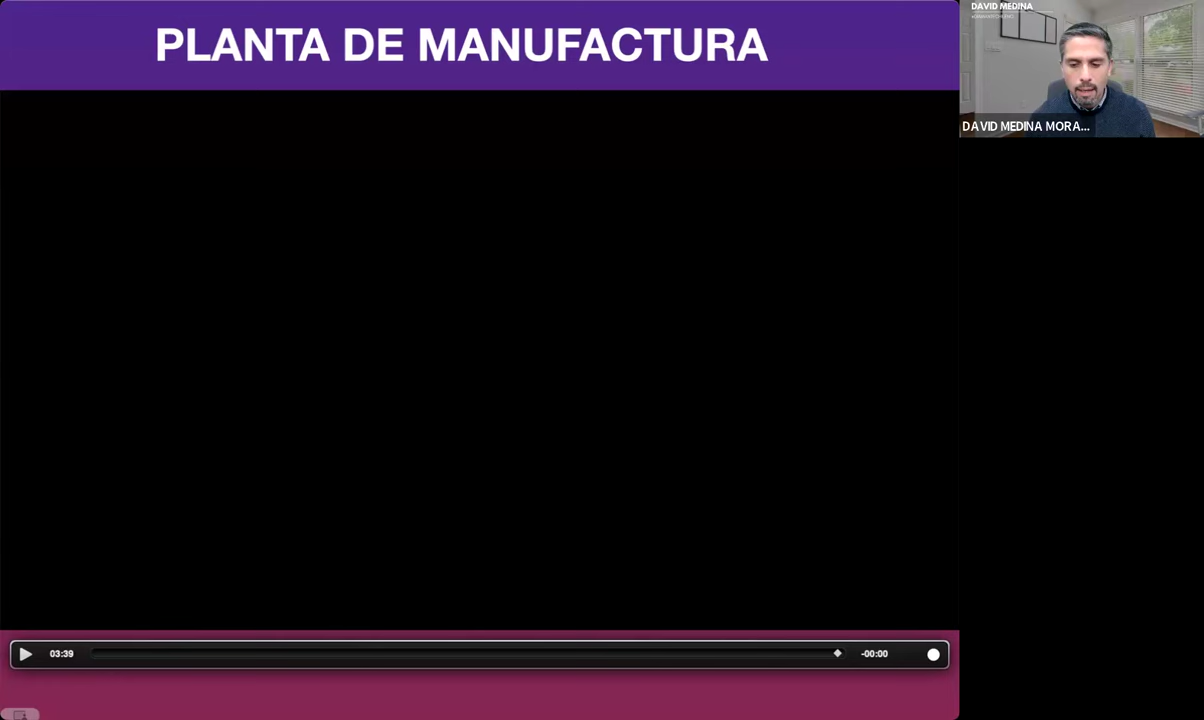 PLANTA DE MANUFACTURA
DAVID MEDINA
DAVID MEDINA MORA...
03:39
-00:00